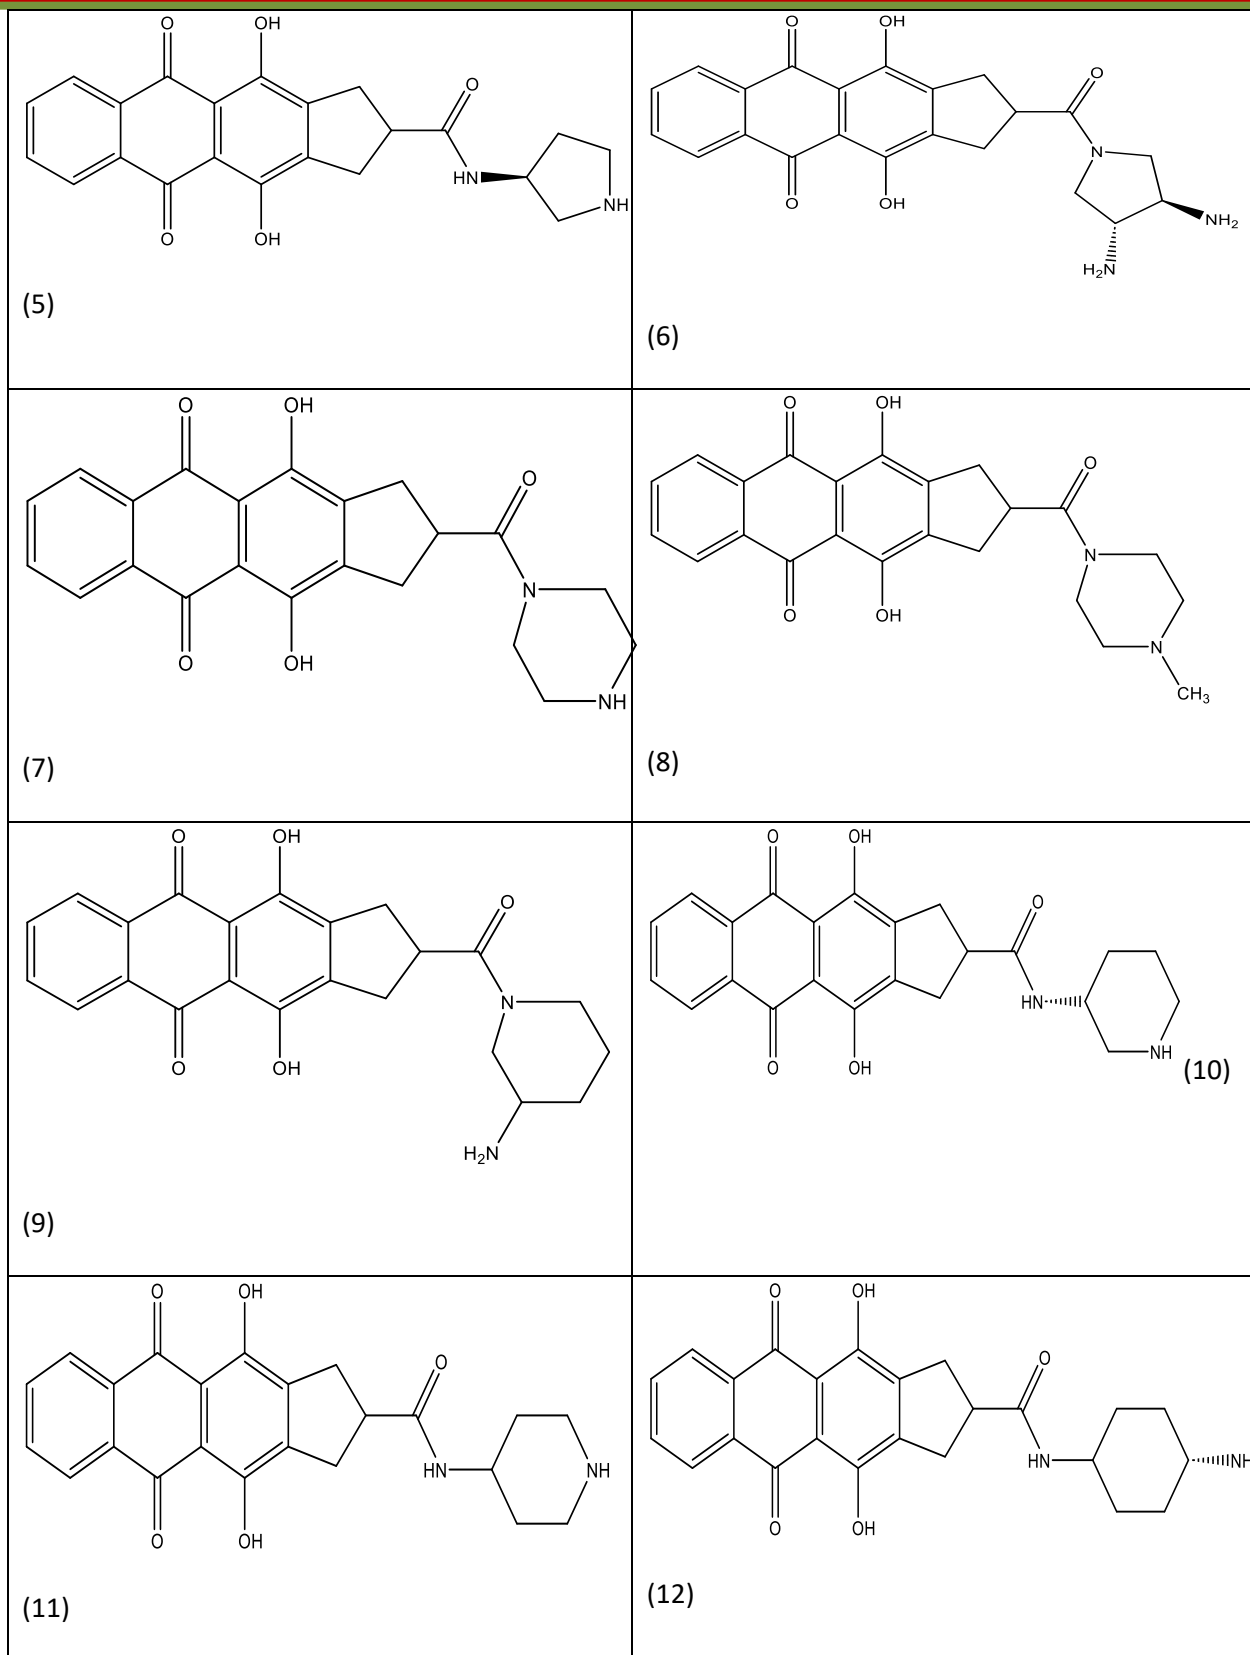 O OH O HN NH O OH
(5)
O OH O N NH2 H2N O OH
(6)
O OH O N NH O OH
(7)
O OH O N N CH3 O OH
(8)
O OH O N H2N O OH
(9)
O OH O HN NH O OH
(10)
O OH O HN NH O OH
(11)
O OH O HN O OH
(12)